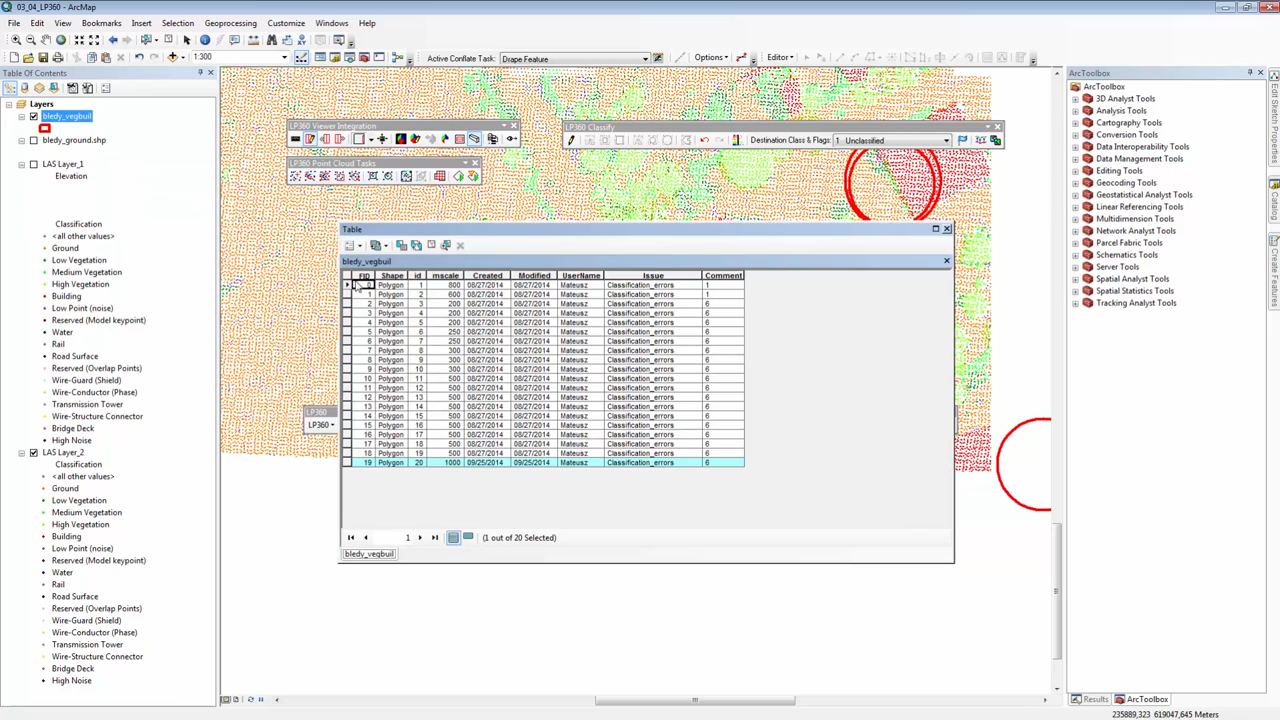 03_04_LP360 - ArcMap
File Edit View Bookmarks Insert Selection Geoprocessing Customize Windows Help
1:300 Active Conflate Task: Drape Feature Options Editor
Table Of Contents
Layers
bledy_vegbuil
bledy_ground.shp
LAS Layer_1
Elevation
Classification
<all other values>
Ground
Low Vegetation
Medium Vegetation
High Vegetation
Building
Low Point (noise)
Reserved (Model keypoint)
Water
Rail
Road Surface
Reserved (Overlap Points)
Wire-Guard (Shield)
Wire-Conductor (Phase)
Transmission Tower
Wire-Structure Connector
Bridge Deck
High Noise
LAS Layer_2
Classification
<all other values>
Ground
Low Vegetation
Medium Vegetation
High Vegetation
Building
Low Point (noise)
Reserved (Model keypoint)
Water
Rail
Road Surface
Reserved (Overlap Points)
Wire-Guard (Shield)
Wire-Conductor (Phase)
Transmission Tower
Wire-Structure Connector
Bridge Deck
High Noise
LP360 Viewer Integration
LP360 Point Cloud Tasks
LP360 Classify
Destination Class & Flags: 1 Unclassified
LP360
LP360
Table
bledy_vegbuil
FID Shape id mscale Created Modified UserName Issue Comment
0 Polygon 1 800 08/27/2014 08/27/2014 Mateusz Classification_errors 1
1 Polygon 2 600 08/27/2014 08/27/2014 Mateusz Classification_errors 1
2 Polygon 3 200 08/27/2014 08/27/2014 Mateusz Classification_errors 6
3 Polygon 4 200 08/27/2014 08/27/2014 Mateusz Classification_errors 6
4 Polygon 5 200 08/27/2014 08/27/2014 Mateusz Classification_errors 6
5 Polygon 6 250 08/27/2014 08/27/2014 Mateusz Classification_errors 6
6 Polygon 7 250 08/27/2014 08/27/2014 Mateusz Classification_errors 6
7 Polygon 8 300 08/27/2014 08/27/2014 Mateusz Classification_errors 6
8 Polygon 9 300 08/27/2014 08/27/2014 Mateusz Classification_errors 6
9 Polygon 10 300 08/27/2014 08/27/2014 Mateusz Classification_errors 6
10 Polygon 11 500 08/27/2014 08/27/2014 Mateusz Classification_errors 6
11 Polygon 12 500 08/27/2014 08/27/2014 Mateusz Classification_errors 6
12 Polygon 13 500 08/27/2014 08/27/2014 Mateusz Classification_errors 6
13 Polygon 14 500 08/27/2014 08/27/2014 Mateusz Classification_errors 6
14 Polygon 15 500 08/27/2014 08/27/2014 Mateusz Classification_errors 6
15 Polygon 16 500 08/27/2014 08/27/2014 Mateusz Classification_errors 6
16 Polygon 17 500 08/27/2014 08/27/2014 Mateusz Classification_errors 6
17 Polygon 18 500 08/27/2014 08/27/2014 Mateusz Classification_errors 6
18 Polygon 19 500 08/27/2014 08/27/2014 Mateusz Classification_errors 6
19 Polygon 20 1000 09/25/2014 09/25/2014 Mateusz Classification_errors 6
1 (1 out of 20 Selected)
bledy_vegbuil
ArcToolbox
ArcToolbox
3D Analyst Tools
Analysis Tools
Cartography Tools
Conversion Tools
Data Interoperability Tools
Data Management Tools
Editing Tools
Geocoding Tools
Geostatistical Analyst Tools
Linear Referencing Tools
Multidimension Tools
Network Analyst Tools
Parcel Fabric Tools
Schematics Tools
Server Tools
Spatial Analyst Tools
Spatial Statistics Tools
Tracking Analyst Tools
Edit Sketch Properties
Catalog
Create Features
Results ArcToolbox
235889,323 619047,645 Meters